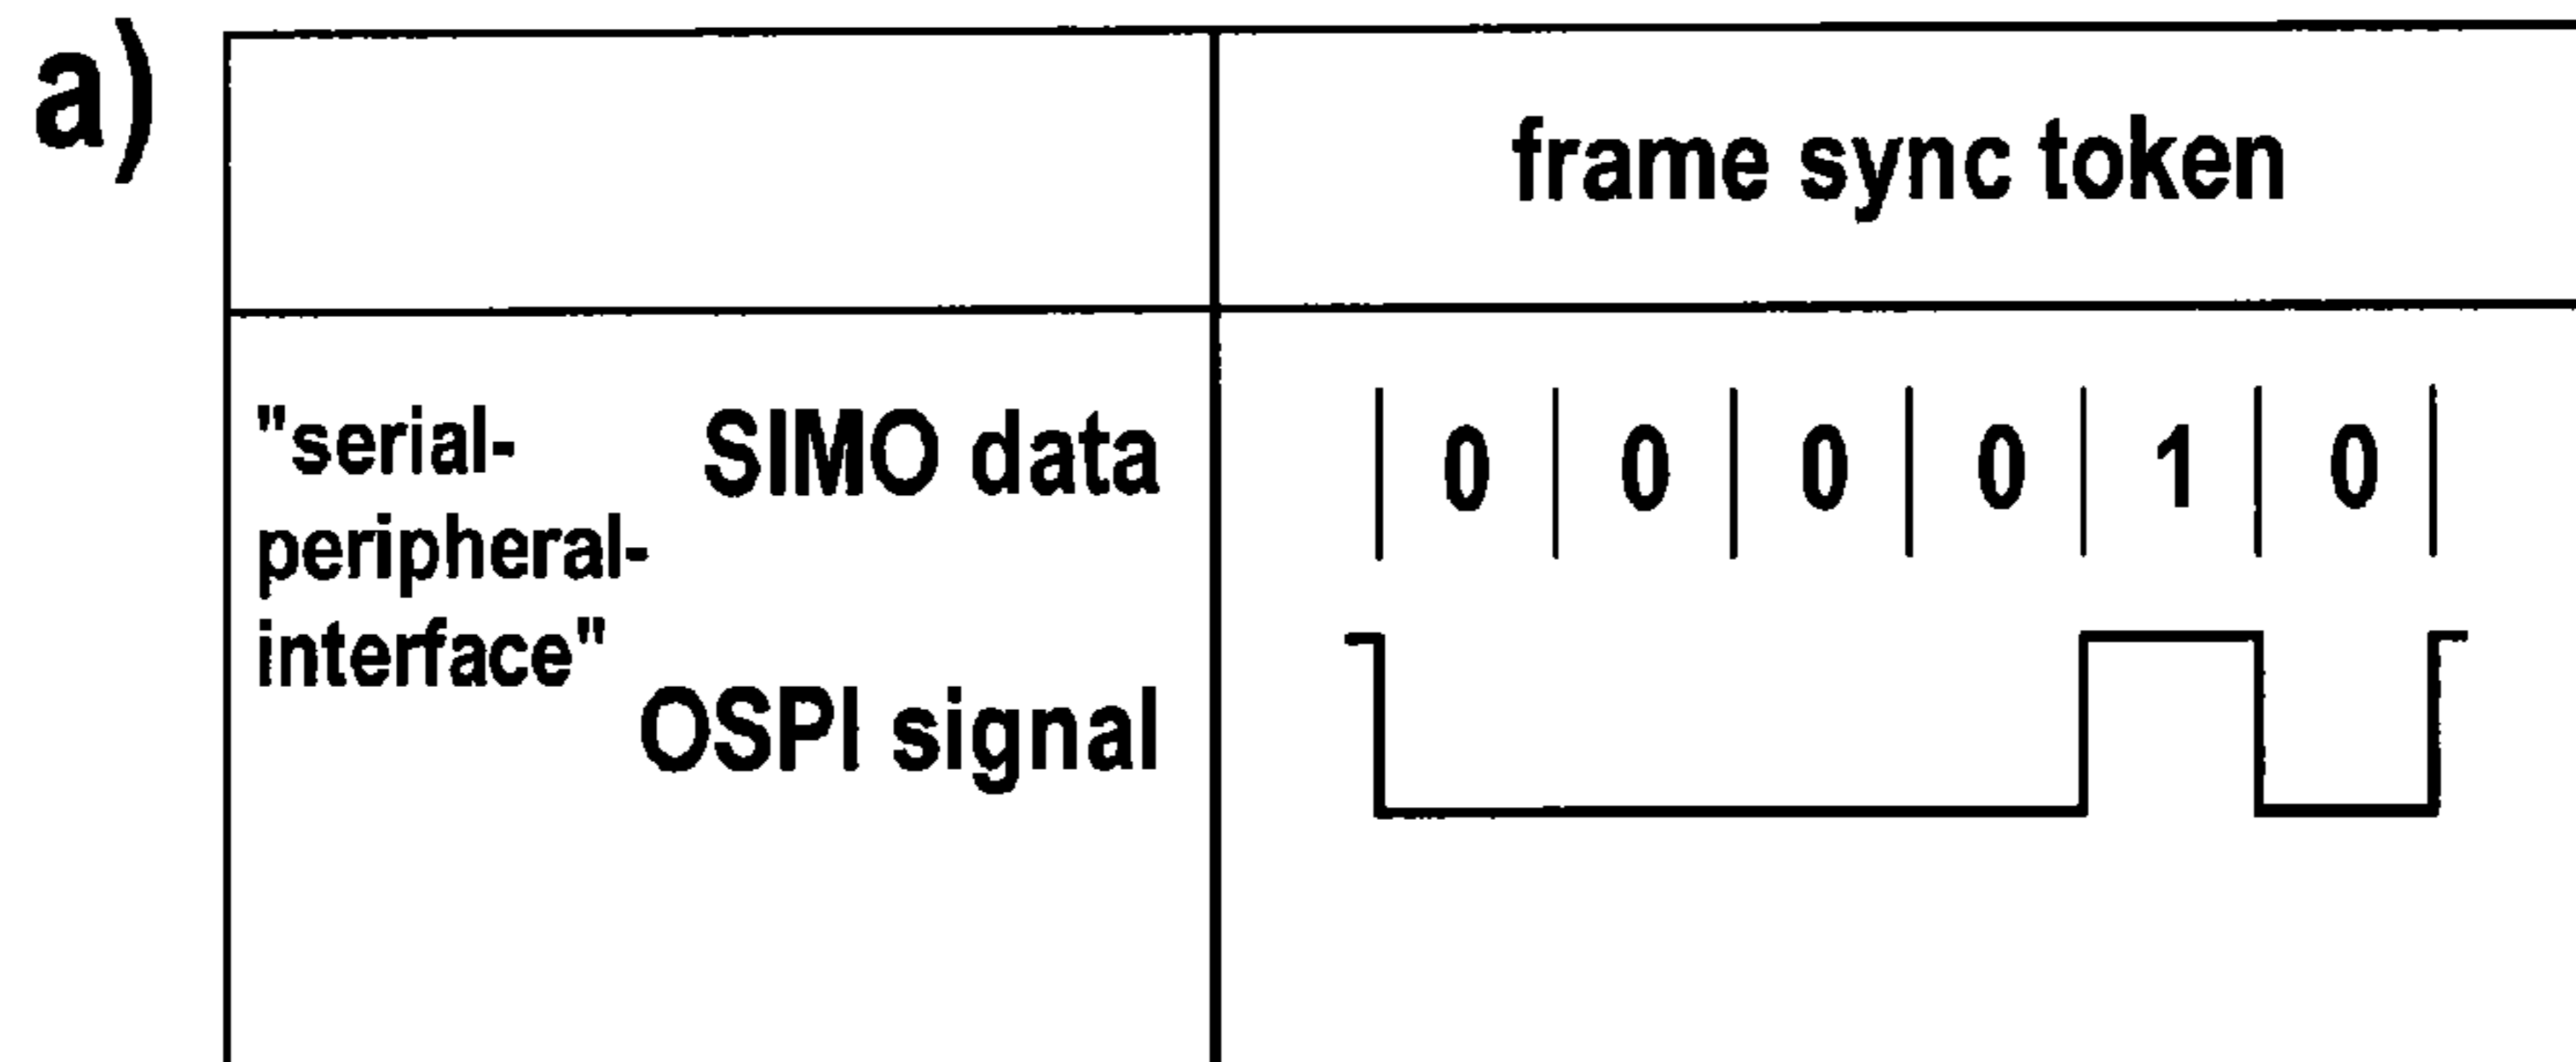 a)
frame sync token
"serial-
peripheral-
interface"
SIMO data
0 0 0 0 1 0
OSPI signal